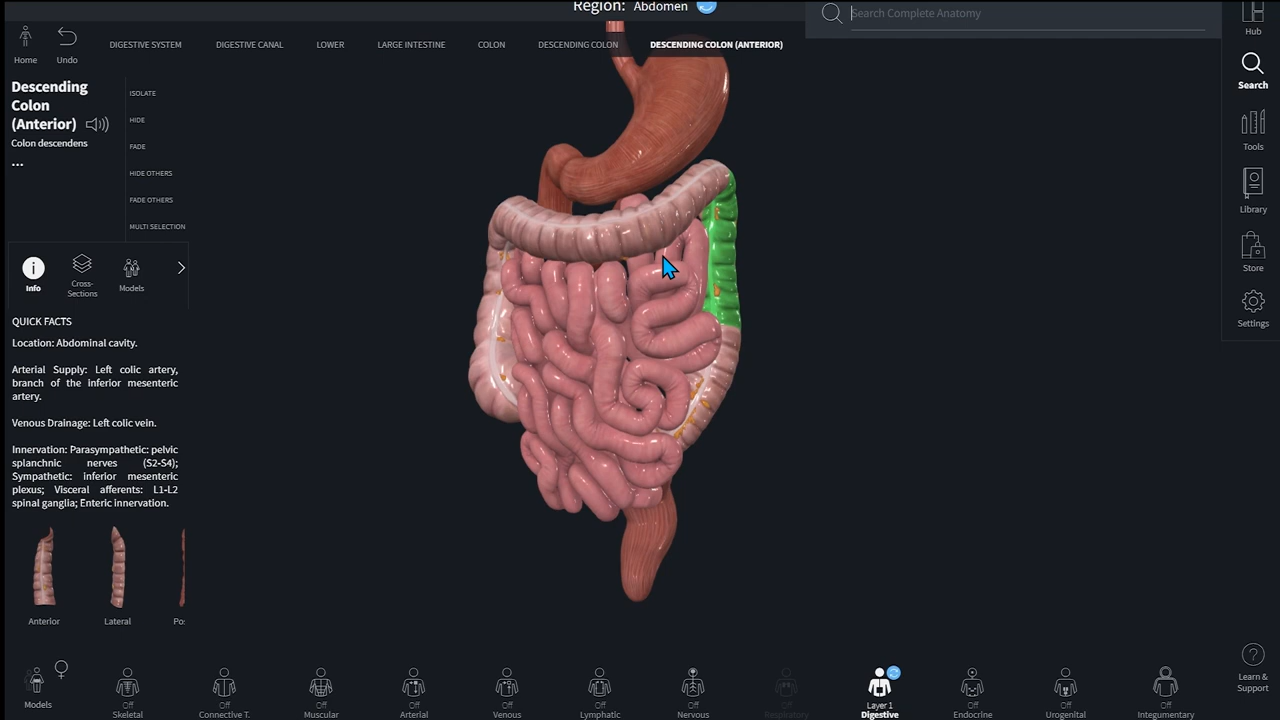 Region: Abdomen
Search Complete Anatomy
Hub
Home
Undo
DIGESTIVE SYSTEM
DIGESTIVE CANAL
LOWER
LARGE INTESTINE
COLON
DESCENDING COLON
DESCENDING COLON (ANTERIOR)
Descending
Colon
(Anterior)
Colon descendens
...
ISOLATE
HIDE
FADE
HIDE OTHERS
FADE OTHERS
MULTI SELECTION
Search
Tools
Library
Store
Settings
i
Info
Cross-
Sections
Models
QUICK FACTS
Location: Abdominal cavity.
Arterial Supply: Left colic artery,
branch of the inferior mesenteric
artery.
Venous Drainage: Left colic vein.
Innervation: Parasympathetic: pelvic
splanchnic nerves (S2-S4);
Sympathetic: inferior mesenteric
plexus; Visceral afferents: L1-L2
spinal ganglia; Enteric innervation.
Anterior
Lateral
Po:
Models
Off
Skeletal
Off
Connective T.
Off
Muscular
Off
Arterial
Off
Venous
Off
Lymphatic
Off
Nervous
Off
Respiratory
Layer 1
Digestive
Off
Endocrine
Off
Urogenital
Off
Integumentary
?
Learn &
Support